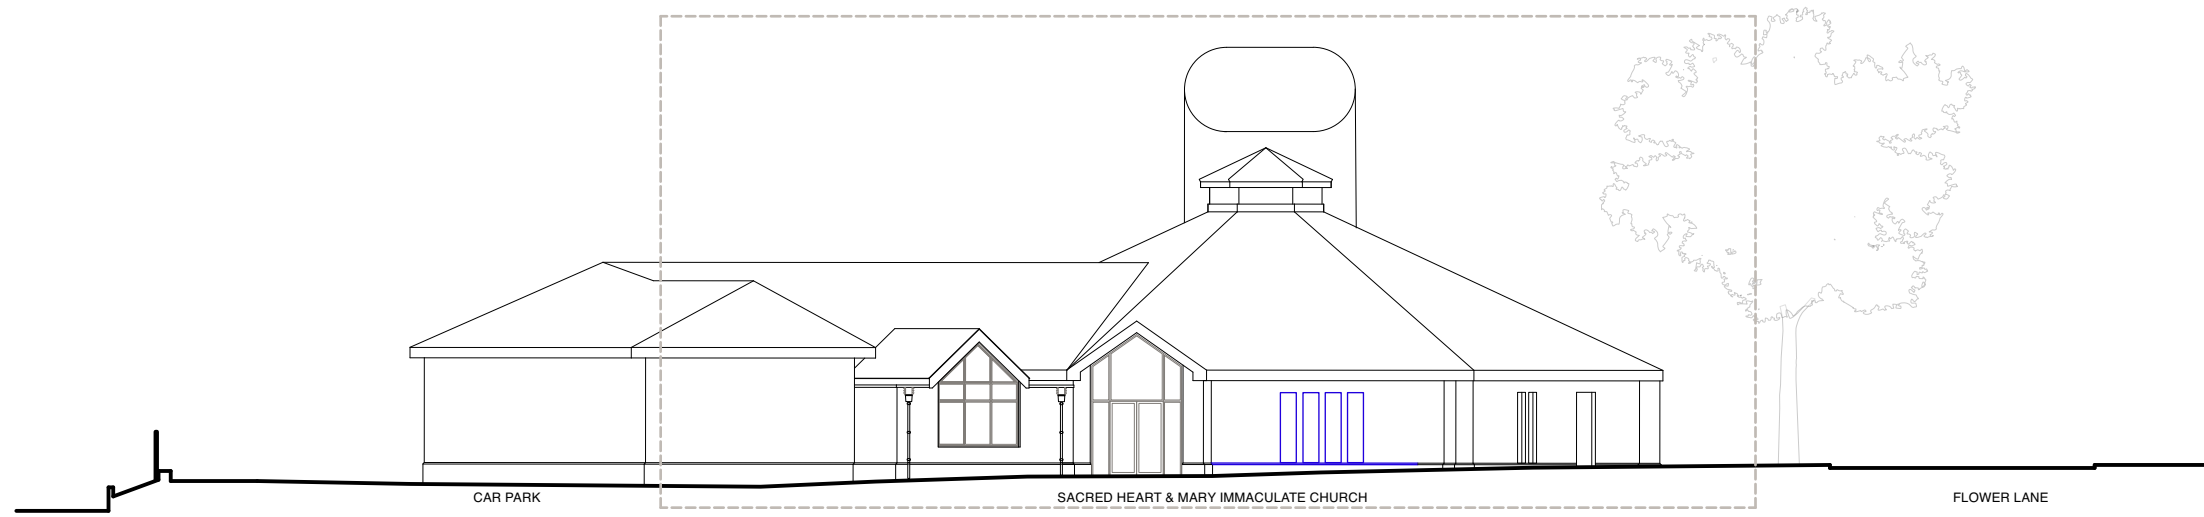 CAR PARK
SACRED HEART & MARY IMMACULATE CHURCH
FLOWER LANE